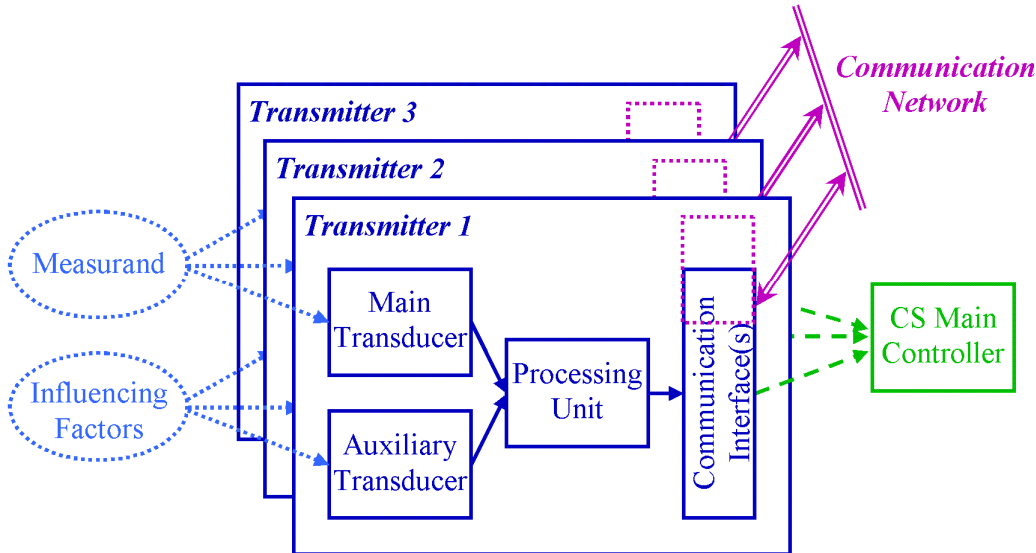 Communication
Network
Transmitter 3
Transmitter 2
Transmitter 1
Measurand
Main
Transducer
Influencing
Factors
Auxiliary
Transducer
Processing
Unit
Communication
Interface(s)
CS Main
Controller